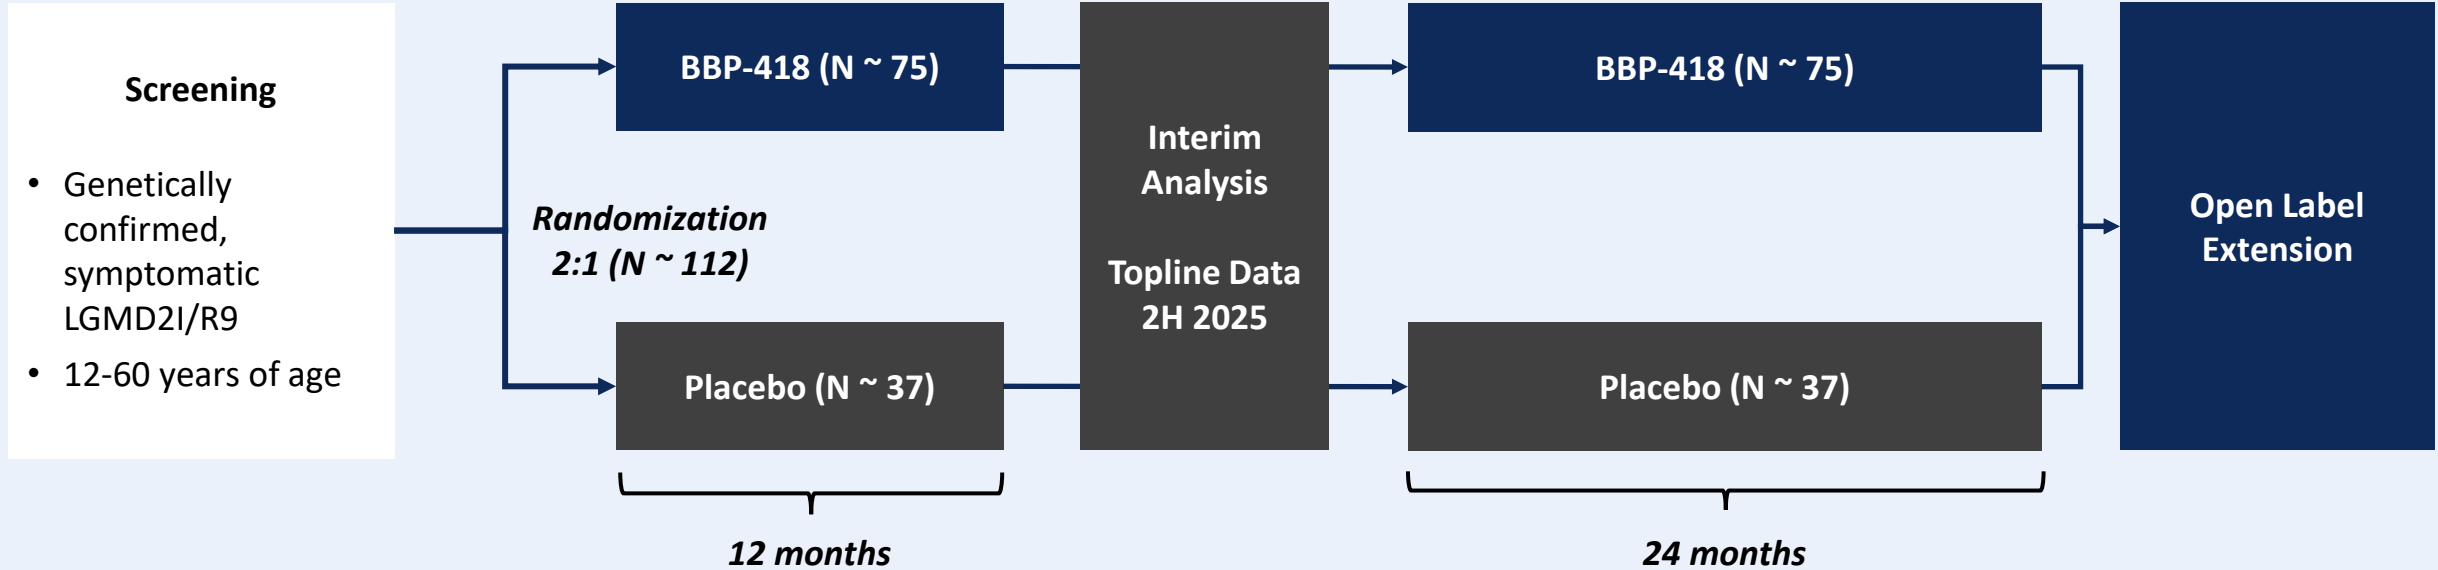 Screening
• Genetically
confirmed,
symptomatic
LGMD2I/R9
• 12-60 years of age
Randomization
2:1 (N ~ 112)
BBP-418 (N ~ 75)
Placebo (N ~ 37)
12 months
Interim
Analysis
Topline Data
2H 2025
BBP-418 (N ~ 75)
Placebo (N ~ 37)
24 months
Open Label
Extension